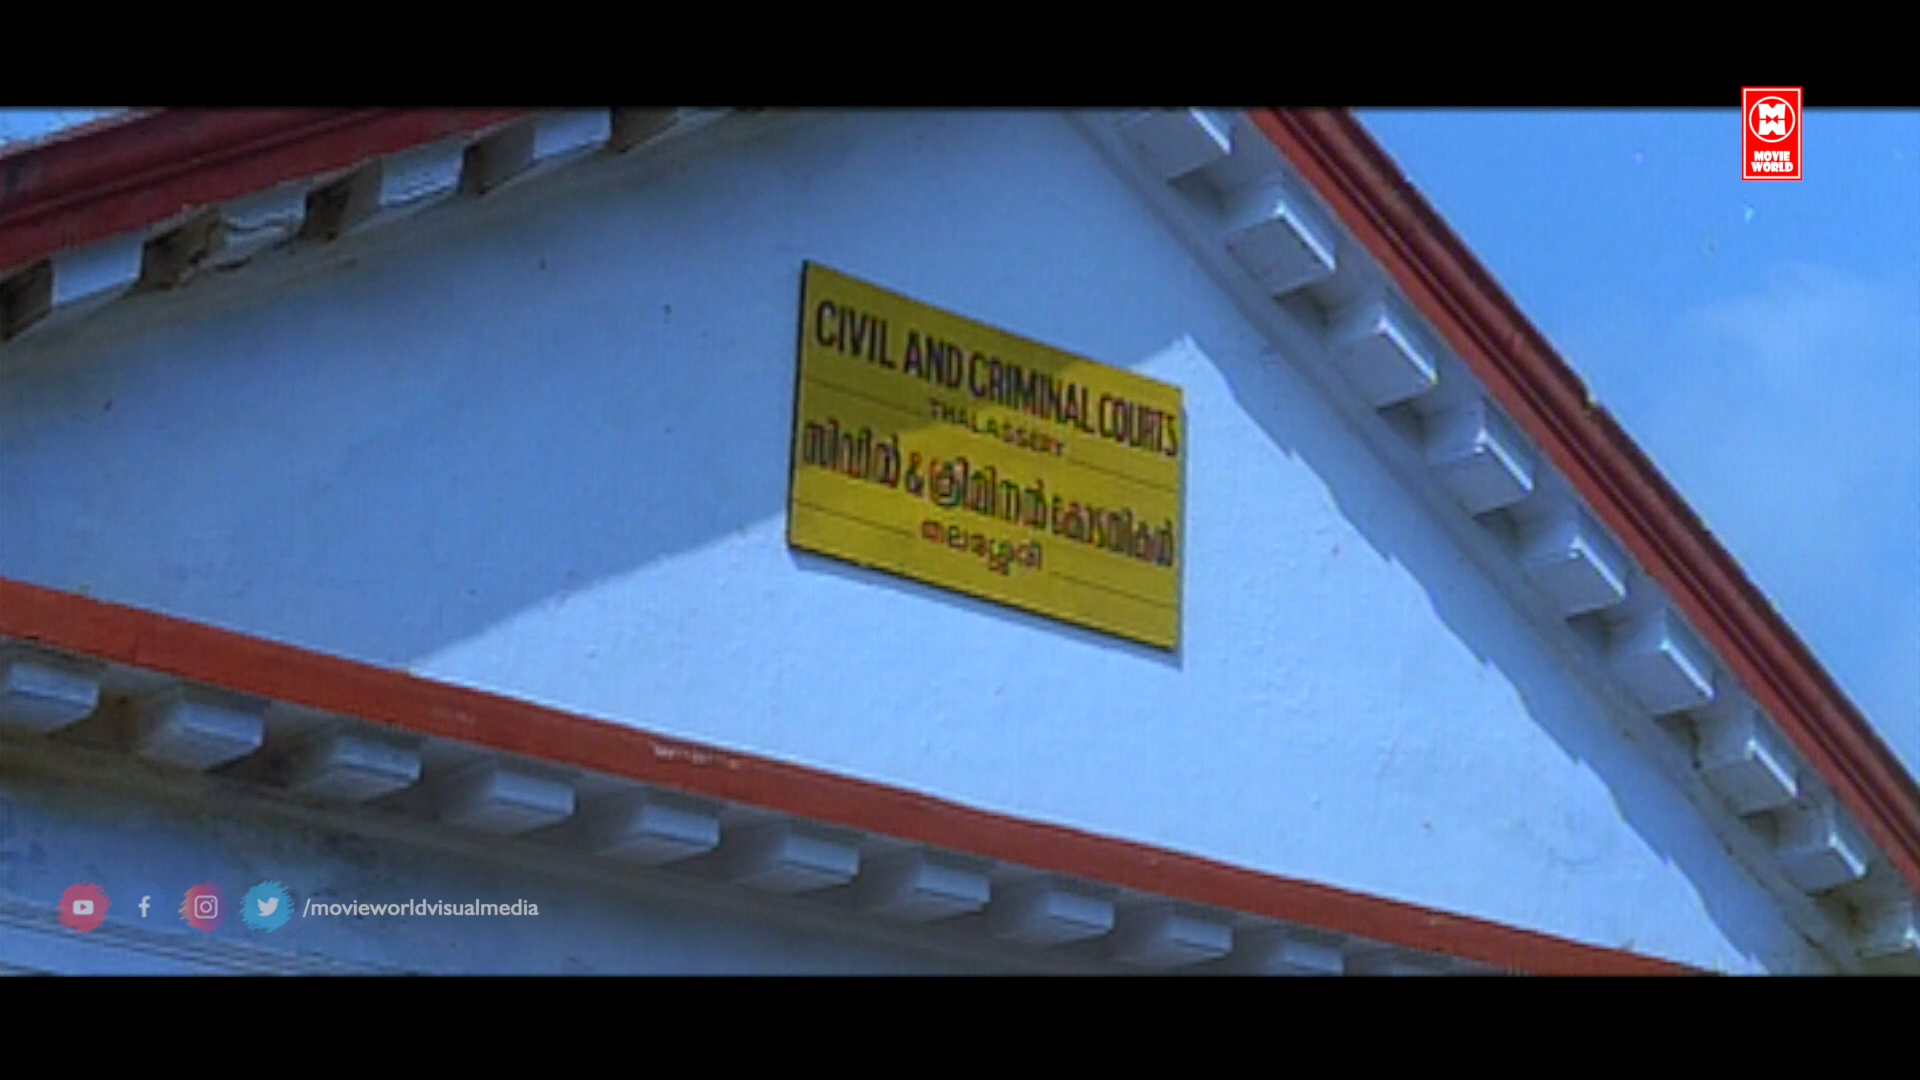 MOVIE
WORLD
CIVIL AND CRIMINAL COURTS
THALASSERY
സിവിൽ & ക്രിമിനൽ കോടതികൾ
തലശ്ശേരി
/movieworldvisualmedia